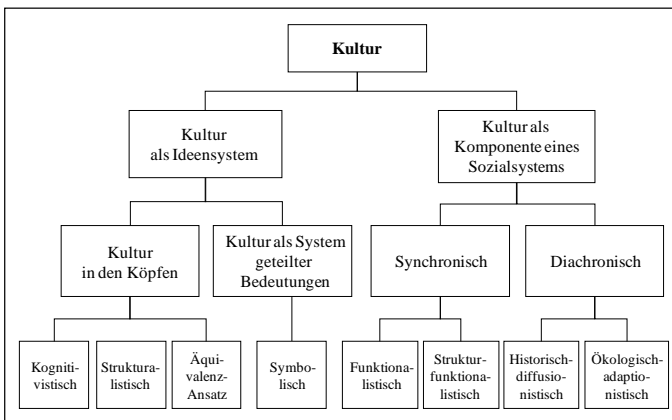 Kultur
Kultur
als Ideensystem
Kultur als
Komponente eines
Sozialsystems
Kultur
in den Köpfen
Kultur als System
geteilter
Bedeutungen
Synchronisch
Diachronisch
Kogniti-
vistisch
Struktura-
listisch
Äqui-
valenz-
Ansatz
Symbo-
lisch
Funktiona-
listisch
Struktur-
funktiona-
listisch
Historisch-
diffusio-
nistisch
Ökologisch-
adaptio-
nistisch